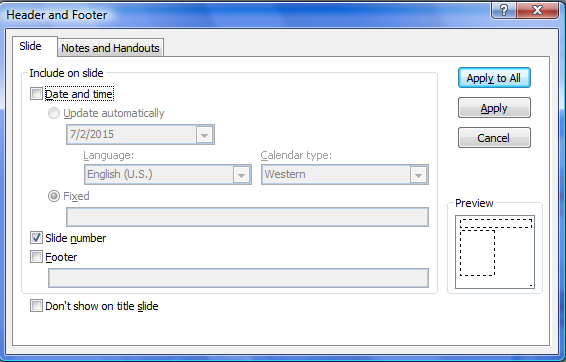 Header and Footer
Slide
Notes and Handouts
Include on slide
Date and time
Update automatically
7/2/2015
Language:
Calendar type:
English (U.S.)
Western
Fixed
Slide number
Footer
Don't show on title slide
Apply to All
Apply
Cancel
Preview